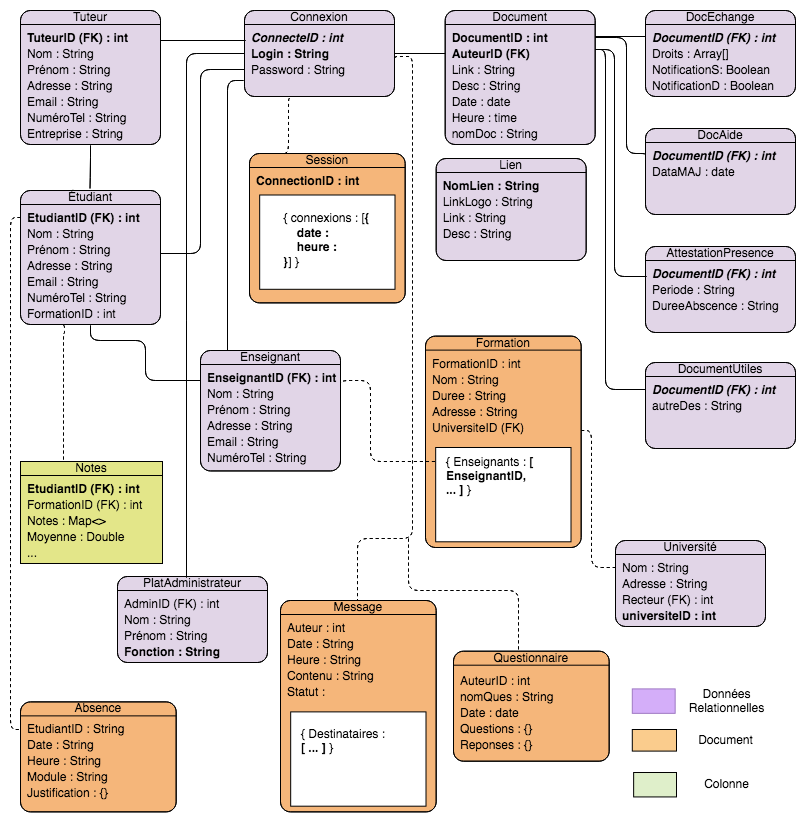 Tuteur
TuteurID (FK) : int
Nom : String
Prénom : String
Adresse : String
Email : String
NuméroTel : String
Entreprise : String
Connexion
ConnecteID : int
Login : String
Password : String
Document
DocumentID : int
AuteurID (FK)
Link : String
Desc : String
Date : date
Heure : time
nomDoc : String
DocEchange
DocumentID (FK) : int
Droits : Array[]
NotificationS: Boolean
NotificationD : Boolean
DocAide
DocumentID (FK) : int
DataMAJ : date
Session
ConnectionID : int
{ connexions : [{
date :
heure :
}] }
Lien
NomLien : String
LinkLogo : String
Link : String
Desc : String
Étudiant
EtudiantID (FK) : int
Nom : String
Prénom : String
Adresse : String
Email : String
NuméroTel : String
FormationID : int
AttestationPresence
DocumentID (FK) : int
Periode : String
DureeAbscence : String
Enseignant
EnseignantID (FK) : int
Nom : String
Prénom : String
Adresse : String
Email : String
NuméroTel : String
Formation
FormationID : int
Nom : String
Duree : String
Adresse : String
UniversiteID (FK)
{ Enseignants : [
EnseignantID,
... ] }
DocumentUtiles
DocumentID (FK) : int
autreDes : String
Notes
EtudiantID (FK) : int
FormationID (FK) : int
Notes : Map<>
Moyenne : Double
...
Université
Nom : String
Adresse : String
Recteur (FK) : int
universiteID : int
PlatAdministrateur
AdminID (FK) : int
Nom : String
Prénom : String
Fonction : String
Message
Auteur : int
Date : String
Heure : String
Contenu : String
Statut :
{ Destinataires :
[ ... ] }
Questionnaire
AuteurID : int
nomQues : String
Date : date
Questions : {}
Reponses : {}
Absence
EtudiantID : String
Date : String
Heure : String
Module : String
Justification : {}
Données
Relationnelles
Document
Colonne